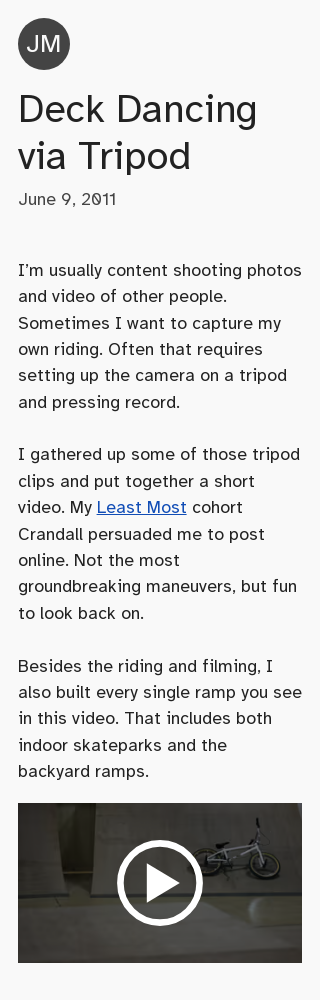 JM
Deck Dancing
via Tripod
June 9, 2011
I’m usually content shooting photos
and video of other people.
Sometimes I want to capture my
own riding. Often that requires
setting up the camera on a tripod
and pressing record.
I gathered up some of those tripod
clips and put together a short
video. My Least Most cohort
Crandall persuaded me to post
online. Not the most
groundbreaking maneuvers, but fun
to look back on.
Besides the riding and filming, I
also built every single ramp you see
in this video. That includes both
indoor skateparks and the
backyard ramps.